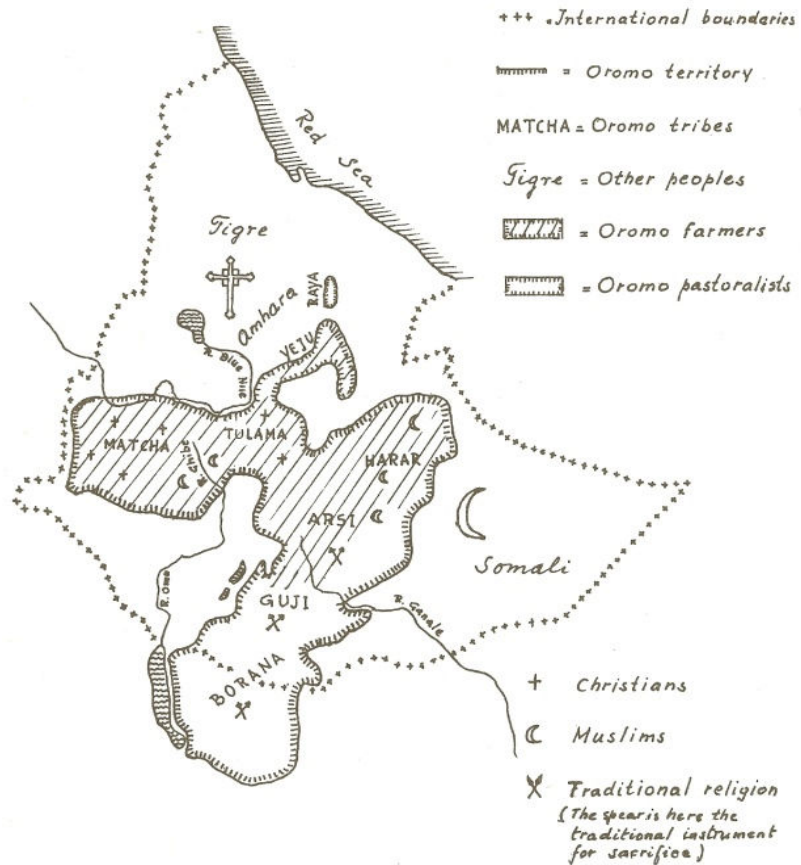 +++ = International boundaries
= Oromo territory
MATCHA = Oromo tribes
Tigre = Other peoples
= Oromo farmers
= Oromo pastoralists
Red Sea
Tigre
Amhara
RAYA
YEJU
R. Blue Nile
MATCHA
TULAMA
R. Ghibe
HARAR
ARSI
Somali
R. Omo
GUJI
R. Ganale
BORANA
Christians
Muslims
Traditional religion
(The spear is here the
traditional instrument
for sacrifice)